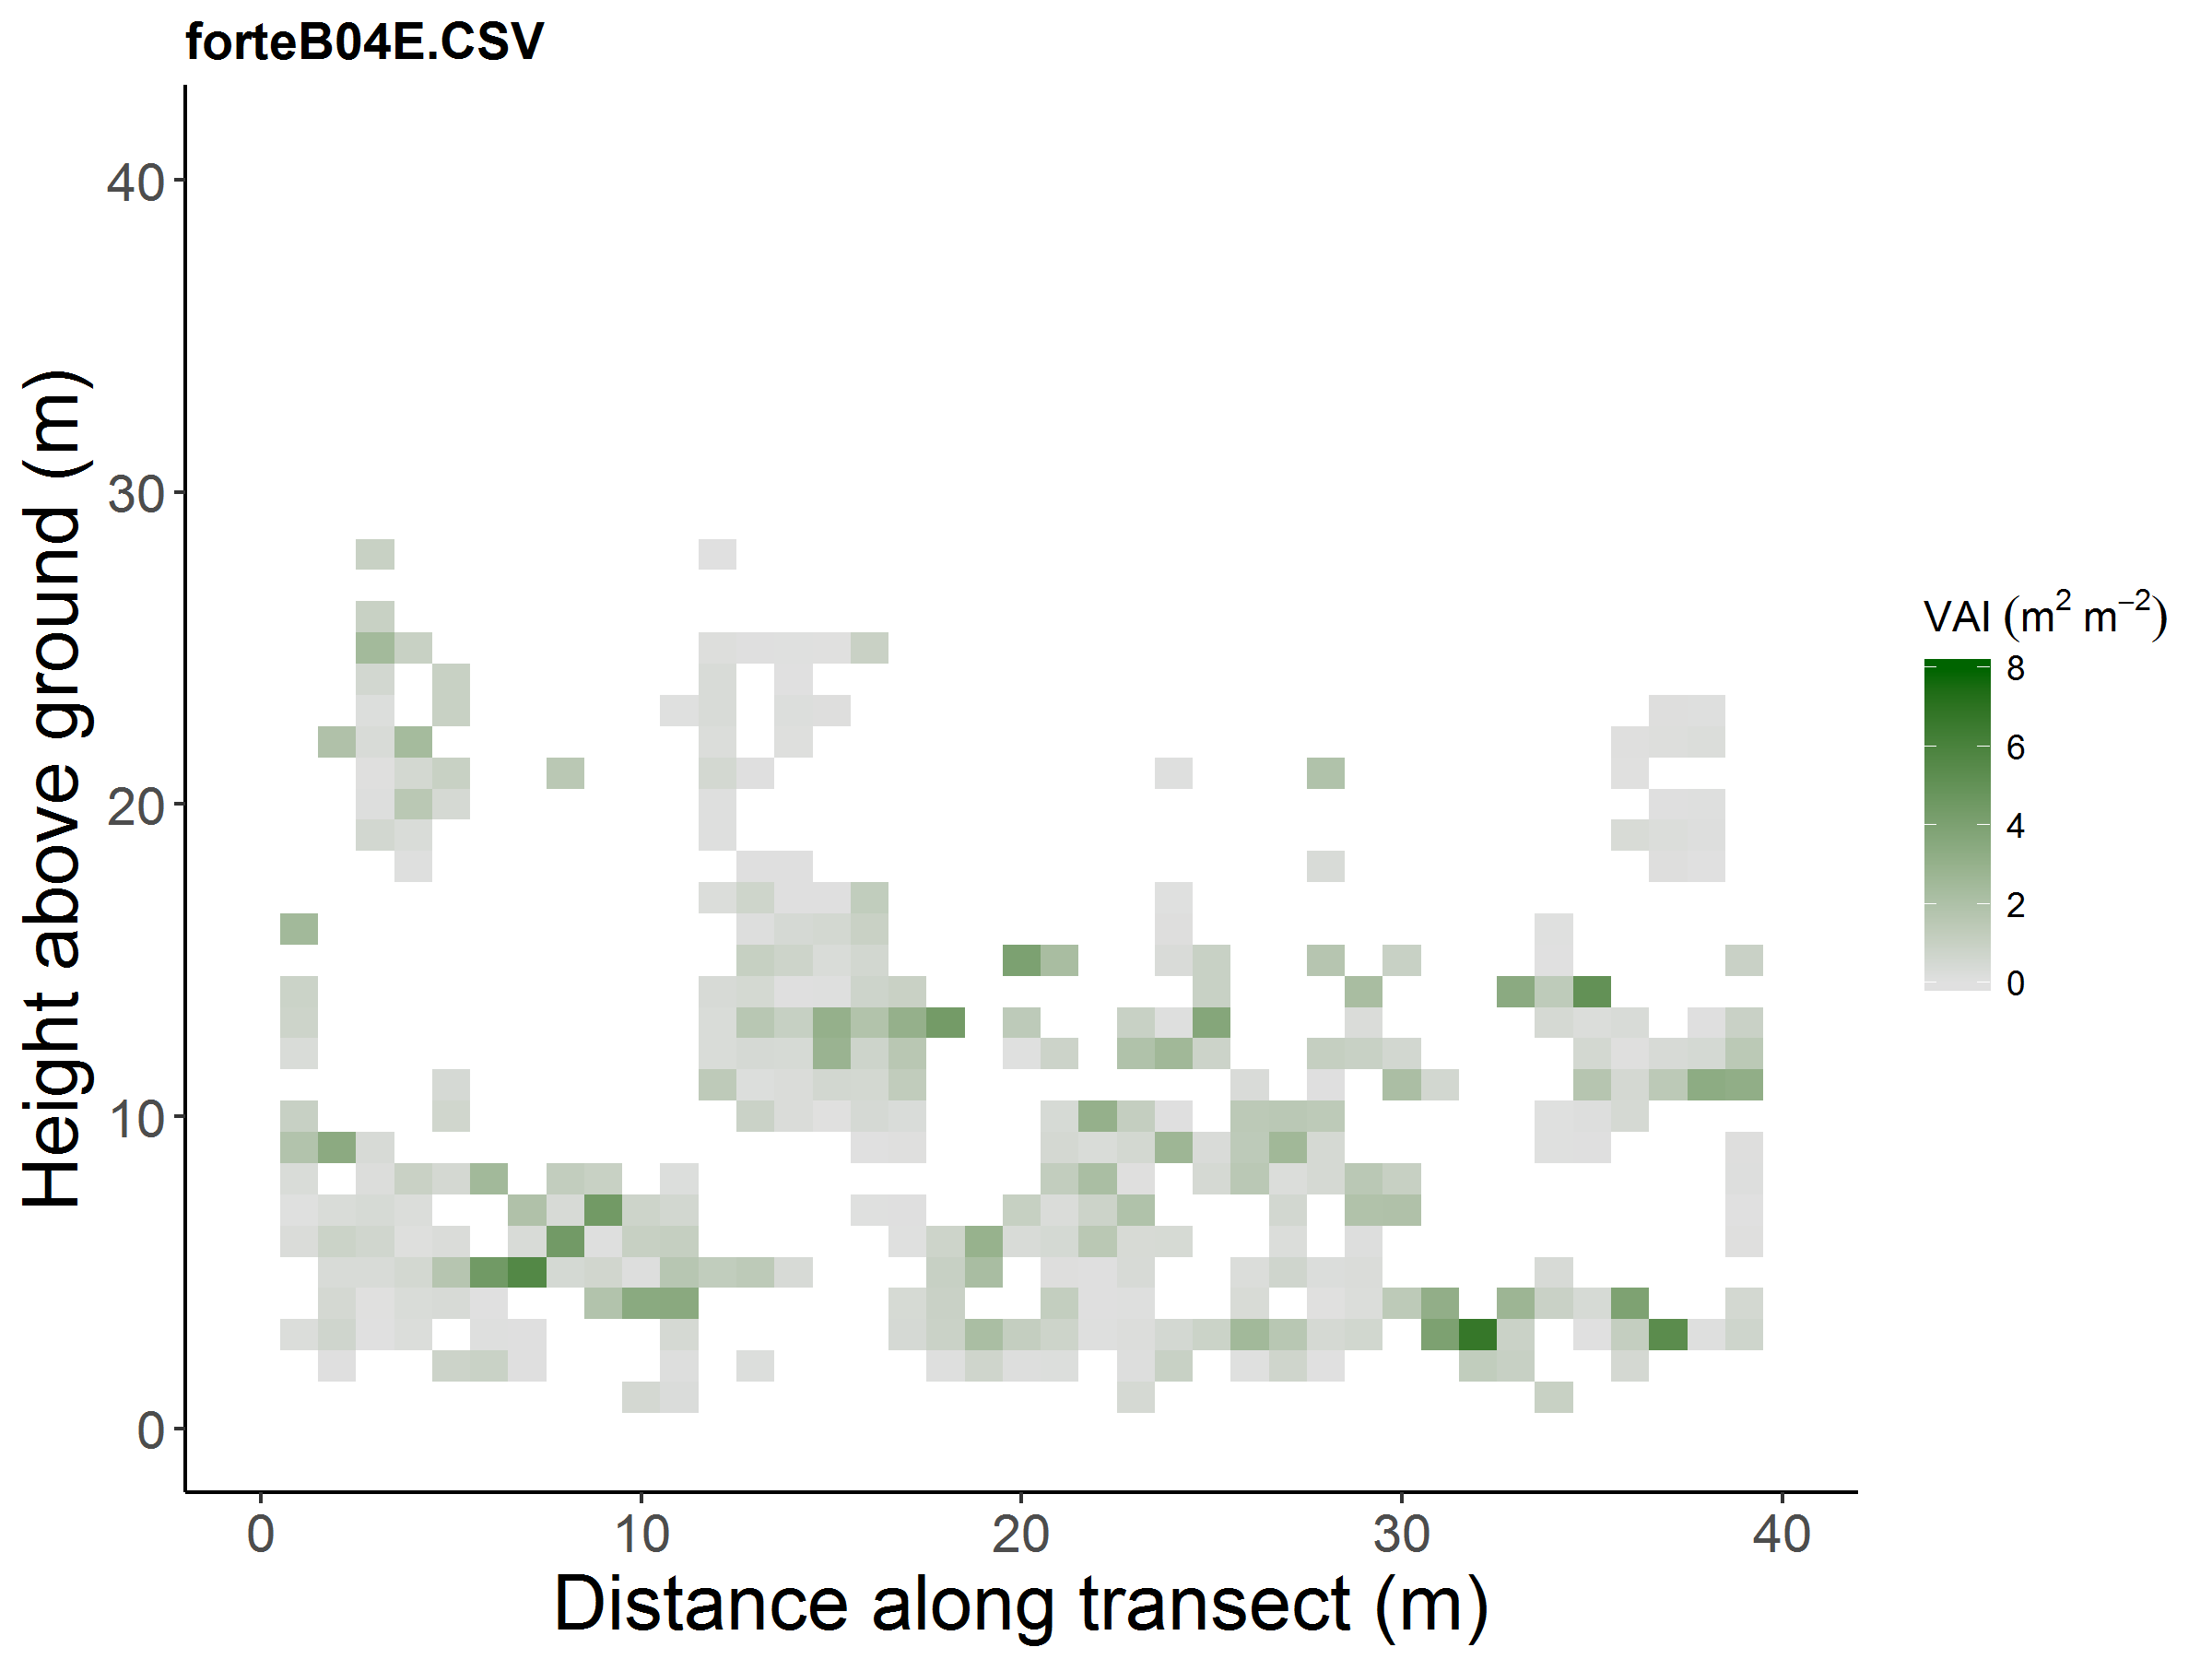 forteB04E.CSV
Height above ground (m)
40
30
20
10
0
0 10 20 30 40
Distance along transect (m)
VAI (m² m⁻²)
8
6
4
2
0